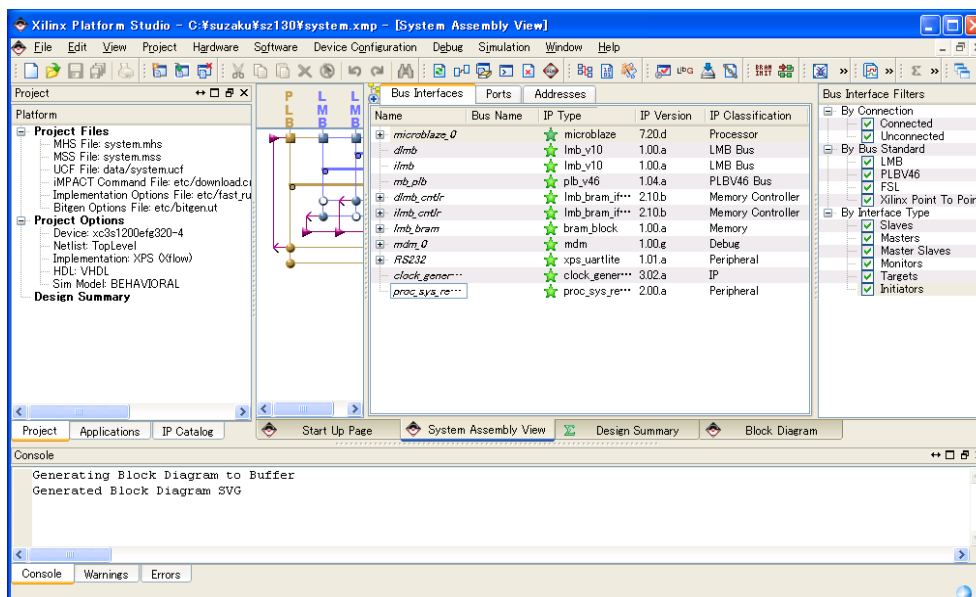 Xilinx Platform Studio - C:¥suzaku¥sz130¥system.xmp - [System Assembly View]
File Edit View Project Hardware Software Device Configuration Debug Simulation Window Help
Project
Platform
Project Files
MHS File: system.mhs
MSS File: system.mss
UCF File: data/system.ucf
iMPACT Command File: etc/download.c
Implementation Options File: etc/fast_ru
Bitgen Options File: etc/bitgen.ut
Project Options
Device: xc3s1200efg320-4
Netlist: TopLevel
Implementation: XPS (Xflow)
HDL: VHDL
Sim Model: BEHAVIORAL
Design Summary
Project Applications IP Catalog
PLB LMB LMB
Bus Interfaces Ports Addresses
Name Bus Name IP Type IP Version IP Classification
microblaze_0 microblaze 7.20.d Processor
dlmb lmb_v10 1.00.a LMB Bus
ilmb lmb_v10 1.00.a LMB Bus
mb_plb plb_v46 1.04.a PLBV46 Bus
dlmb_cntlr lmb_bram_if… 2.10.b Memory Controller
ilmb_cntlr lmb_bram_if… 2.10.b Memory Controller
lmb_bram bram_block 1.00.a Memory
mdm_0 mdm 1.00.g Debug
RS232 xps_uartlite 1.01.a Peripheral
clock_gener… clock_gener… 3.02.a IP
proc_sys_re… proc_sys_re… 2.00.a Peripheral
Start Up Page System Assembly View Design Summary Block Diagram
Bus Interface Filters
By Connection
Connected
Unconnected
By Bus Standard
LMB
PLBV46
FSL
Xilinx Point To Poin
By Interface Type
Slaves
Masters
Master Slaves
Monitors
Targets
Initiators
Console
Generating Block Diagram to Buffer
Generated Block Diagram SVG
Console Warnings Errors